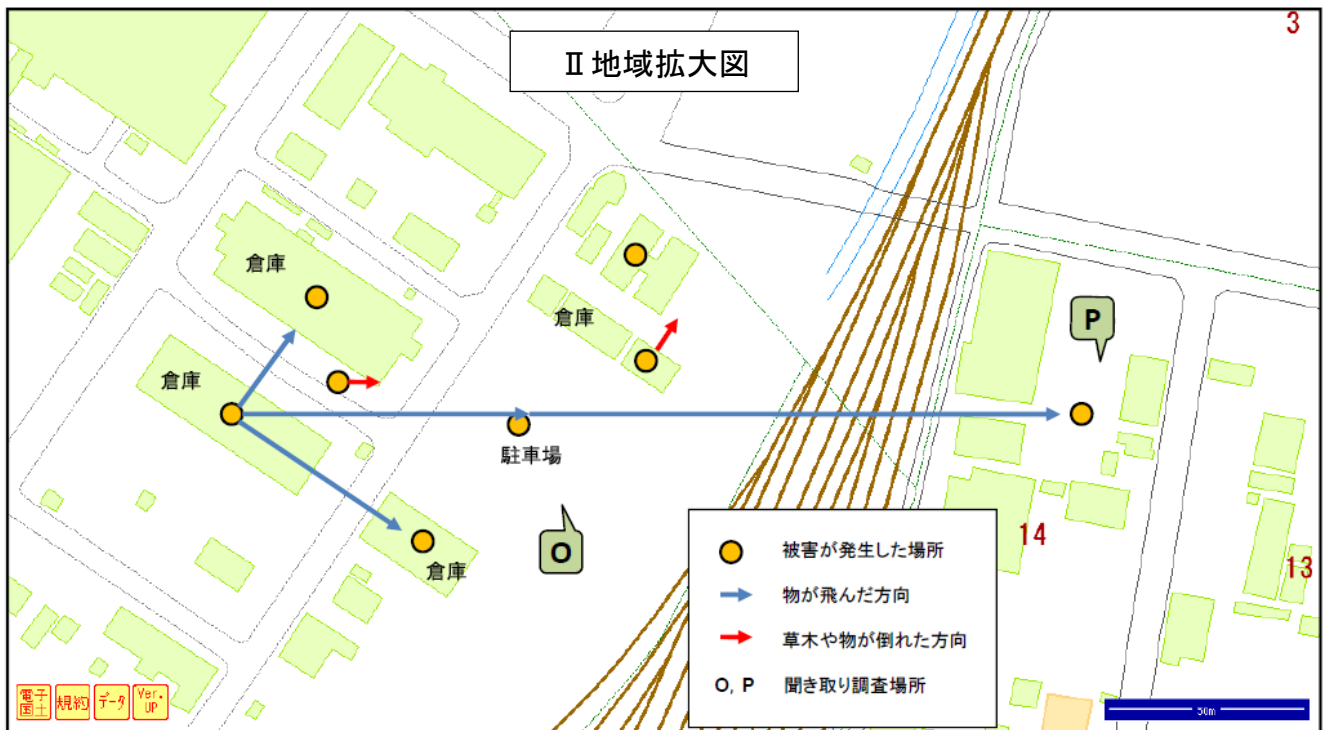 Ⅱ地域拡大図
3
倉庫
倉庫
P
倉庫
駐車場
O
倉庫
14
13
被害が発生した場所
物が飛んだ方向
草木や物が倒れた方向
O, P 聞き取り調査場所
電子国土
規約
データ
Ver.UP
50m